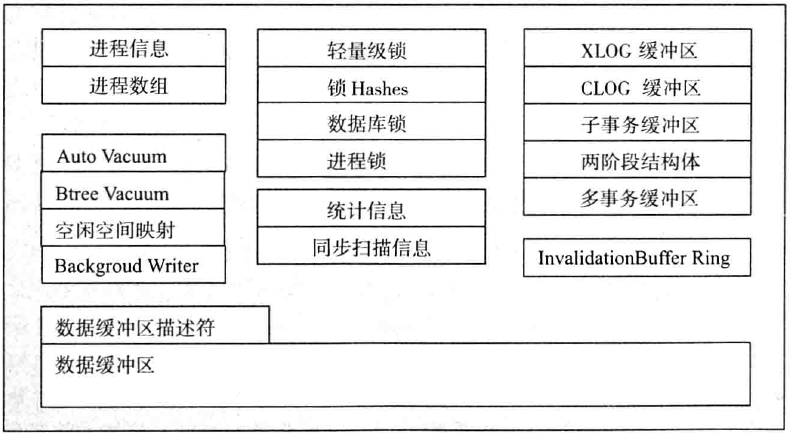 进程信息
进程数组
Auto Vacuum
Btree Vacuum
空闲空间映射
Backgroud Writer
轻量级锁
锁 Hashes
数据库锁
进程锁
统计信息
同步扫描信息
XLOG 缓冲区
CLOG 缓冲区
子事务缓冲区
两阶段结构体
多事务缓冲区
InvalidationBuffer Ring
数据缓冲区描述符
数据缓冲区